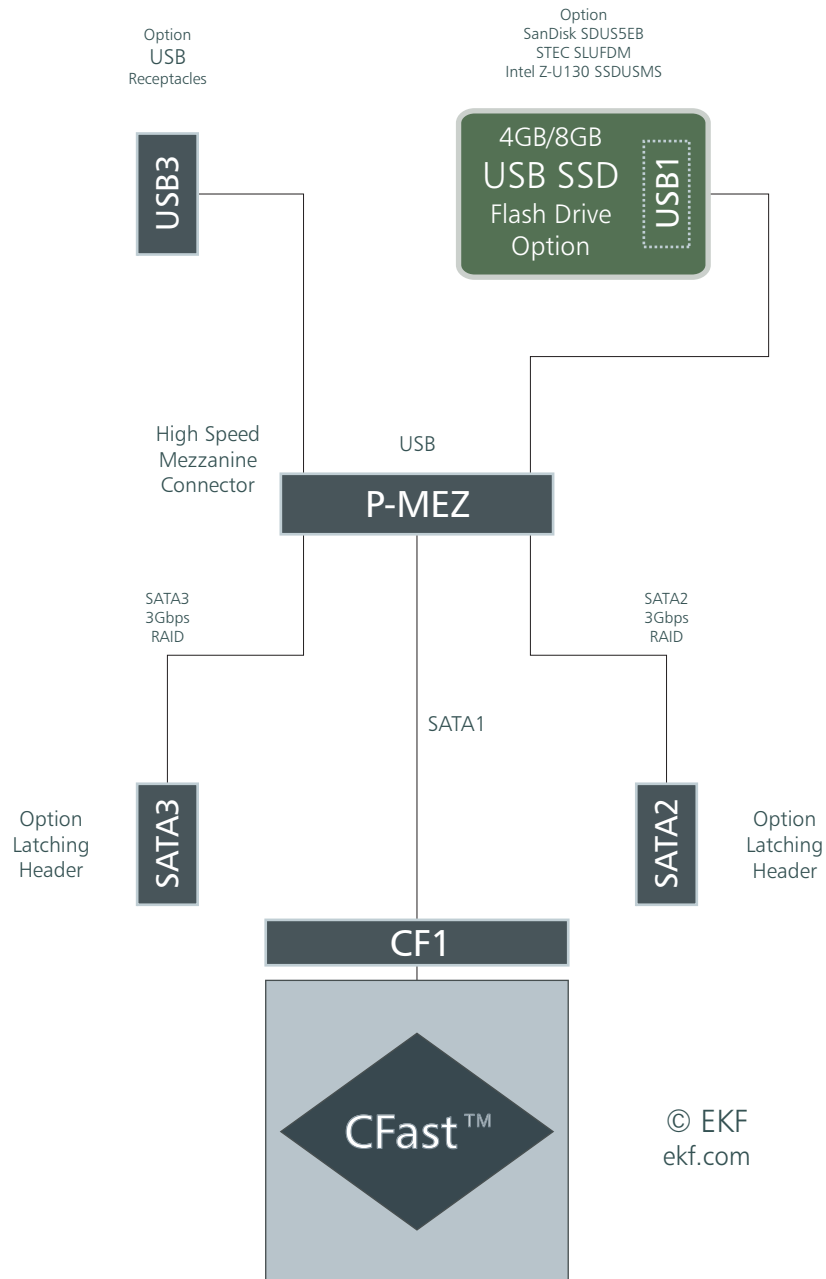 Option
USB
Receptacles
Option
SanDisk SDUS5EB
STEC SLUFDM
Intel Z-U130 SSDUSMS
USB3
4GB/8GB
USB SSD
Flash Drive
Option
USB1
High Speed
Mezzanine
Connector
USB
P-MEZ
SATA3
3Gbps
RAID
SATA2
3Gbps
RAID
SATA1
Option
Latching
Header
SATA3
SATA2
Option
Latching
Header
CF1
CFast™
© EKF
ekf.com